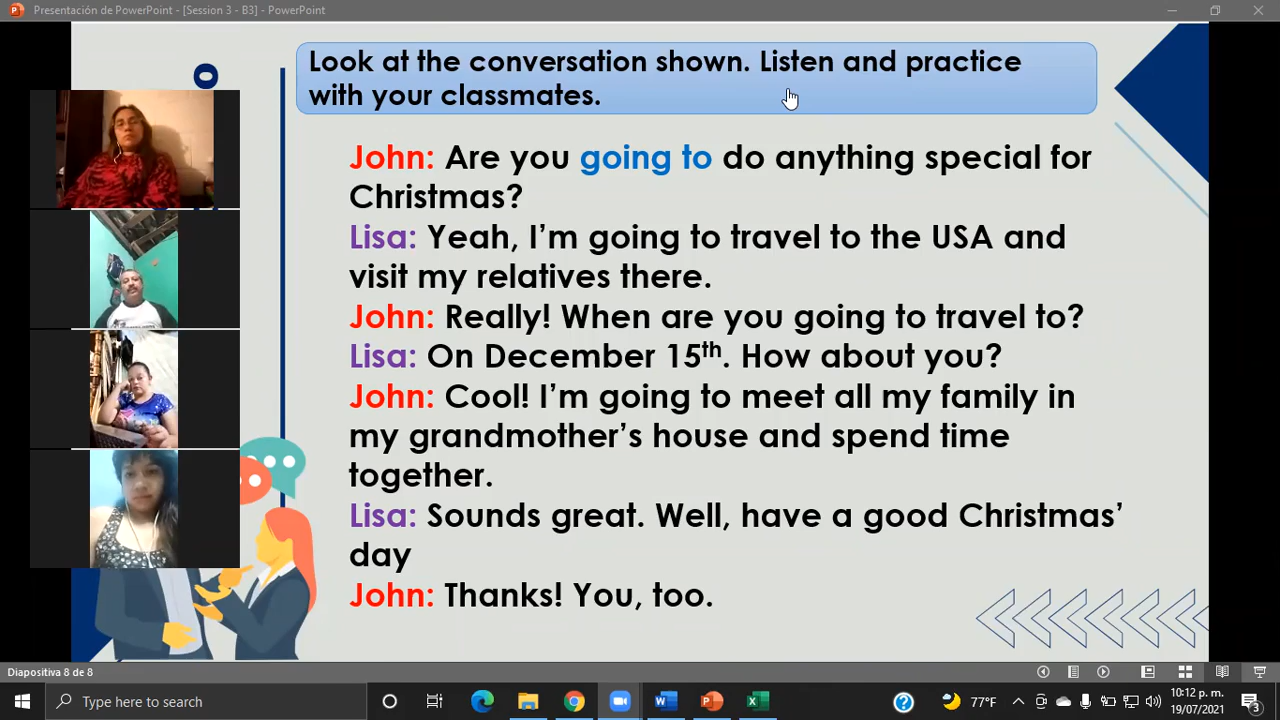 Presentación de PowerPoint - [Session 3 - B3] - PowerPoint
Look at the conversation shown. Listen and practice
with your classmates.
John: Are you going to do anything special for
Christmas?
Lisa: Yeah, I’m going to travel to the USA and
visit my relatives there.
John: Really! When are you going to travel to?
Lisa: On December 15th. How about you?
John: Cool! I’m going to meet all my family in
my grandmother’s house and spend time
together.
Lisa: Sounds great. Well, have a good Christmas’
day
John: Thanks! You, too.
Diapositiva 8 de 8
Type here to search
77°F
10:12 p. m.
19/07/2021
3